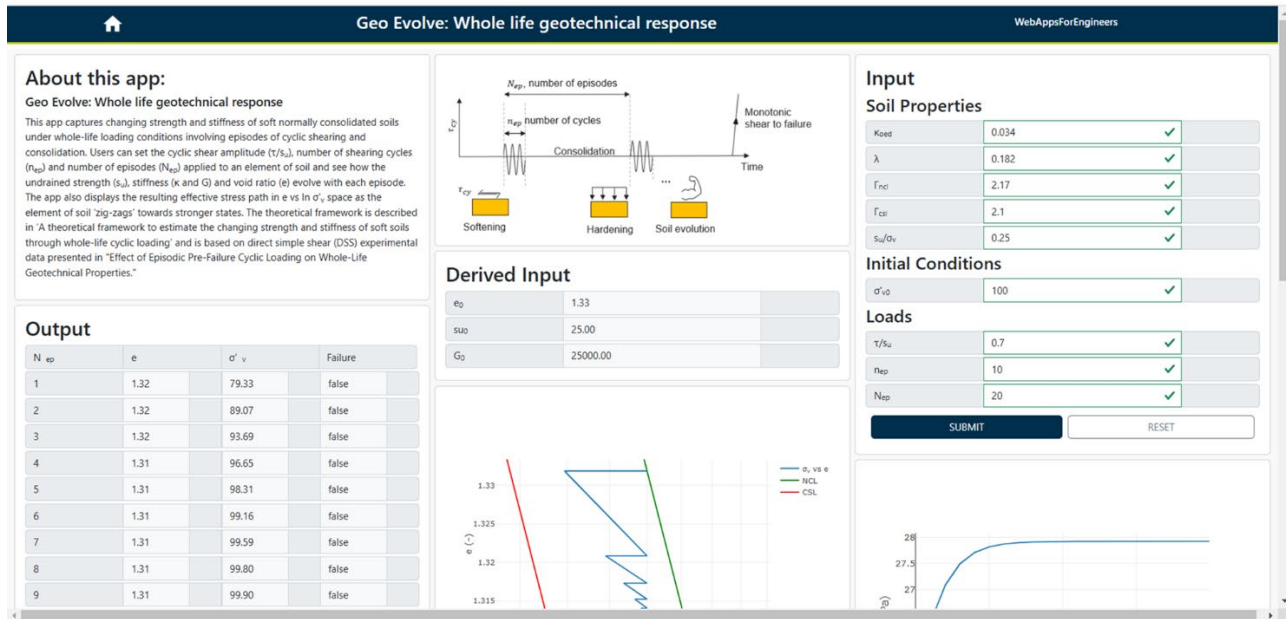 Geo Evolve: Whole life geotechnical response
WebAppsForEngineers
About this app:
Geo Evolve: Whole life geotechnical response
This app captures changing strength and stiffness of soft normally consolidated soils
under whole-life loading conditions involving episodes of cyclic shearing and
consolidation. Users can set the cyclic shear amplitude (τ/sᵤ), number of shearing cycles
(nₑₚ) and number of episodes (Nₑₚ) applied to an element of soil and see how the
undrained strength (sᵤ), stiffness (κ and G) and void ratio (e) evolve with each episode.
The app also displays the resulting effective stress path in e vs ln σ'ᵥ space as the
element of soil 'zig-zags' towards stronger states. The theoretical framework is described
in 'A theoretical framework to estimate the changing strength and stiffness of soft soils
through whole-life cyclic loading' and is based on direct simple shear (DSS) experimental
data presented in "Effect of Episodic Pre-Failure Cyclic Loading on Whole-Life
Geotechnical Properties."
Output
N ep e σ' v Failure
1 1.32 79.33 false
2 1.32 89.07 false
3 1.32 93.69 false
4 1.31 96.65 false
5 1.31 98.31 false
6 1.31 99.16 false
7 1.31 99.59 false
8 1.31 99.80 false
9 1.31 99.90 false
Nₑₚ, number of episodes
nₑₚ number of cycles
τcy
Consolidation
Monotonic
shear to failure
Time
τcy
...
Softening
Hardening
Soil evolution
Derived Input
e₀ 1.33
su₀ 25.00
G₀ 25000.00
σᵥ vs e
NCL
CSL
1.33
1.325
1.32
1.315
e (−)
Input
Soil Properties
κoed 0.034
λ 0.182
Γncl 2.17
Γcsl 2.1
sᵤ/σᵥ 0.25
Initial Conditions
σ'ᵥ₀ 100
Loads
τ/sᵤ 0.7
nₑₚ 10
Nₑₚ 20
SUBMIT RESET
28
27.5
27